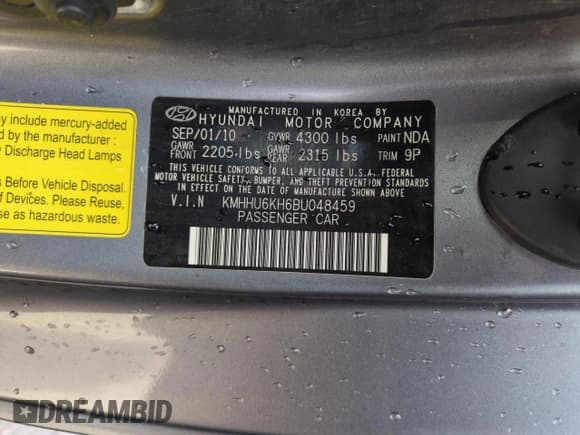 y include mercury-added
d by the manufacturer :
y Discharge Head Lamps
s Before Vehicle Disposal.
of Devices. Please Reuse,
se as hazardous waste.
MANUFACTURED IN KOREA BY
HYUNDAI MOTOR COMPANY
SEP/01/10 GVWR 4300 lbs PAINT NDA
GAWR FRONT 2205 lbs GAWR REAR 2315 lbs TRIM 9P
THIS VEHICLE CONFORMS TO ALL APPLICABLE U.S.A. FEDERAL
MOTOR VEHICLE SAFETY, BUMPER, AND THEFT PREVENTION
STANDARDS IN EFFECT ON THE DATE OF MANUFACTURE SHOWN ABOVE.
V.I.N KMHHU6KH6BU048459
PASSENGER CAR
DREAMBID